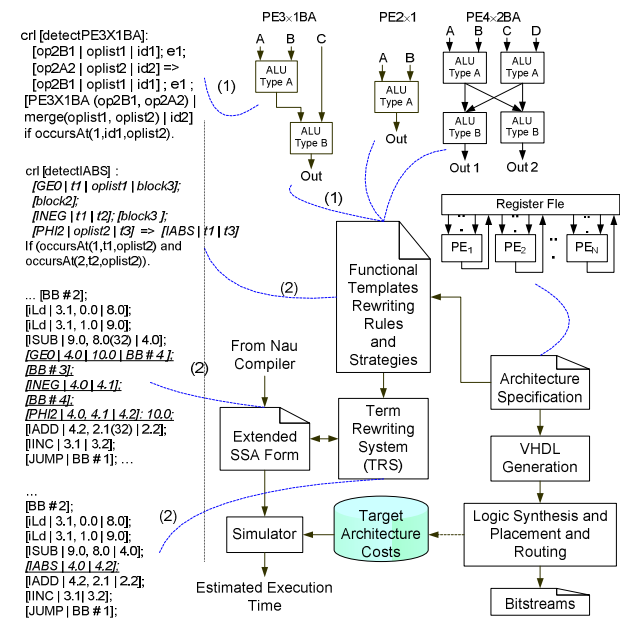 crl [detectPE3X1BA]:
[op2B1 | oplist1 | id1]; e1;
[op2A2 | oplist2 | id2] =>
[op2B1 | oplist1 | id1] ; e1 ;
[PE3X1BA (op2B1, op2A2) |
merge(oplist1, oplist2) | id2]
if occursAt(1,id1,oplist2).
(1)
crl [detectIABS] :
[GE0 | t1 | oplist1 | block3];
[block2];
[INEG | t1 | t2]; [block3 ];
[PHI2 | oplist2 | t3] => [IABS | t1 | t3]
If (occursAt(1,t1,oplist2) and
occursAt(2,t2,oplist2)).
(2)
... [BB # 2];
[iLd | 3.1, 0.0 | 8.0];
[iLd | 3.1, 1.0 | 9.0];
[ISUB | 9.0, 8.0(32) | 4.0];
[GE0 | 4.0 | 10.0 | BB # 4 ];
[BB # 3];
[INEG | 4.0 | 4.1];
[BB # 4];
[PHI2 | 4.0, 4.1 | 4.2]; 10.0;
[IADD | 4.2, 2.1(32) | 2.2];
[IINC | 3.1 | 3.2];
[JUMP | BB # 1]; ...
(2)
...
[BB # 2];
[iLd | 3.1, 0.0 | 8.0];
[iLd | 3.1, 1.0 | 9.0];
[ISUB | 9.0, 8.0 | 4.0];
[IABS | 4.0 | 4.2];
[IADD | 4.2, 2.1 | 2.2];
[IINC | 3.1| 3.2];
[JUMP | BB # 1];
(2)
PE3×1BA
A B C
ALU
Type A
ALU
Type B
Out
PE2×1
A B
ALU
Type A
Out
PE4×2BA
A B C D
ALU
Type A
ALU
Type A
ALU
Type B
ALU
Type B
Out 1 Out 2
(1)
Register Fle
PE1 PE2 PEN
Functional
Templates
Rewriting
Rules
and
Strategies
From Nau
Compiler
Extended
SSA Form
Term
Rewriting
System
(TRS)
Architecture
Specification
VHDL
Generation
Simulator
Target
Architecture
Costs
Logic Synthesis and
Placement and
Routing
Estimated Execution
Time
Bitstreams